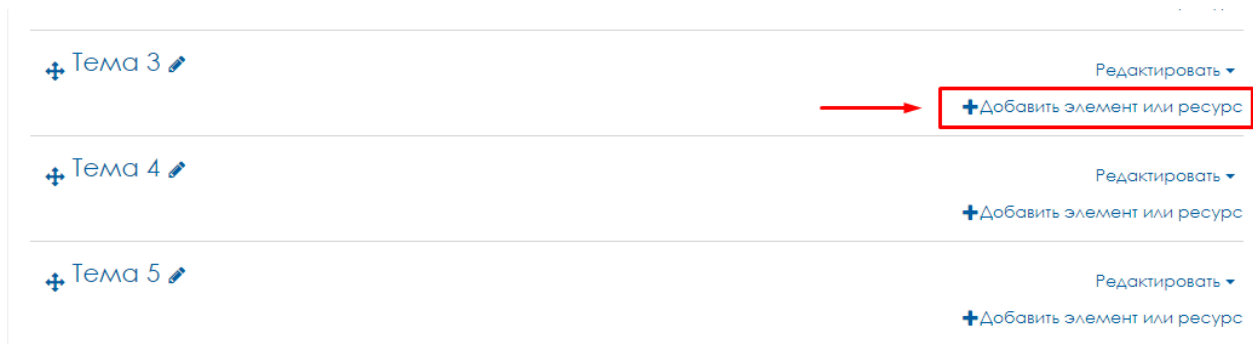 Тема 3
Редактировать
Добавить элемент или ресурс
Тема 4
Редактировать
Добавить элемент или ресурс
Тема 5
Редактировать
Добавить элемент или ресурс